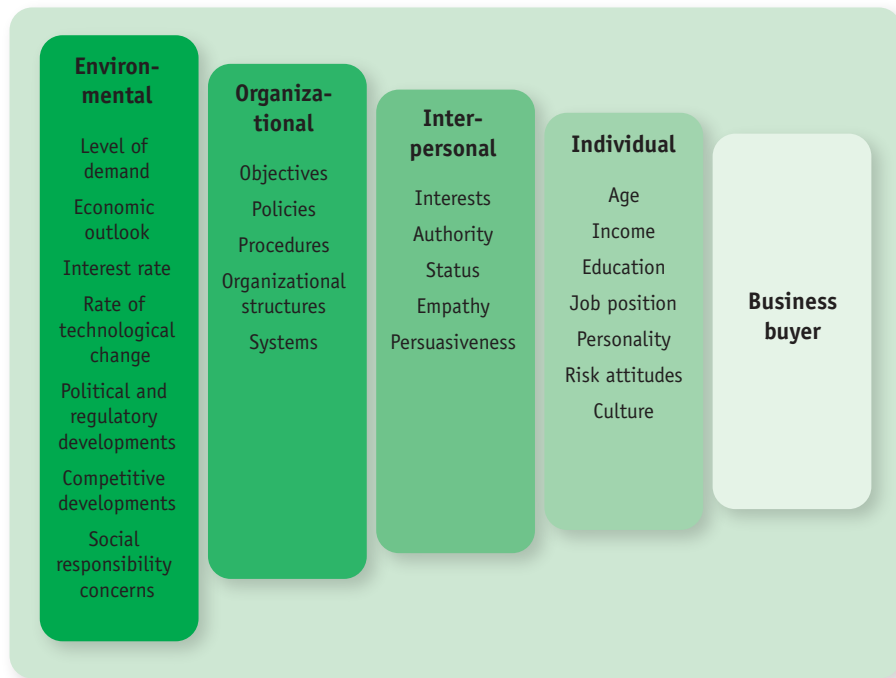 Environ-
mental
Level of
demand
Economic
outlook
Interest rate
Rate of
technological
change
Political and
regulatory
developments
Competitive
developments
Social
responsibility
concerns
Organiza-
tional
Objectives
Policies
Procedures
Organizational
structures
Systems
Inter-
personal
Interests
Authority
Status
Empathy
Persuasiveness
Individual
Age
Income
Education
Job position
Personality
Risk attitudes
Culture
Business
buyer